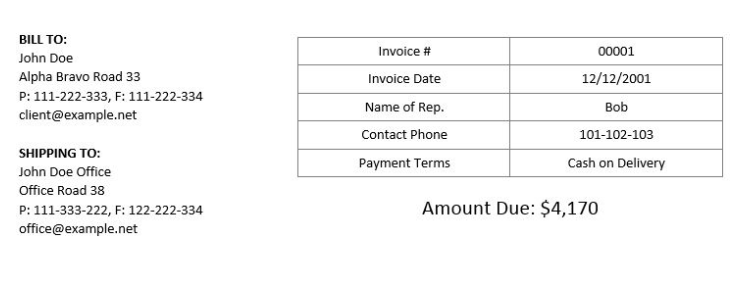 BILL TO:
John Doe
Alpha Bravo Road 33
P: 111-222-333, F: 111-222-334
client@example.net
SHIPPING TO:
John Doe Office
Office Road 38
P: 111-333-222, F: 122-222-334
office@example.net
Invoice # 00001
Invoice Date 12/12/2001
Name of Rep. Bob
Contact Phone 101-102-103
Payment Terms Cash on Delivery
Amount Due: $4,170